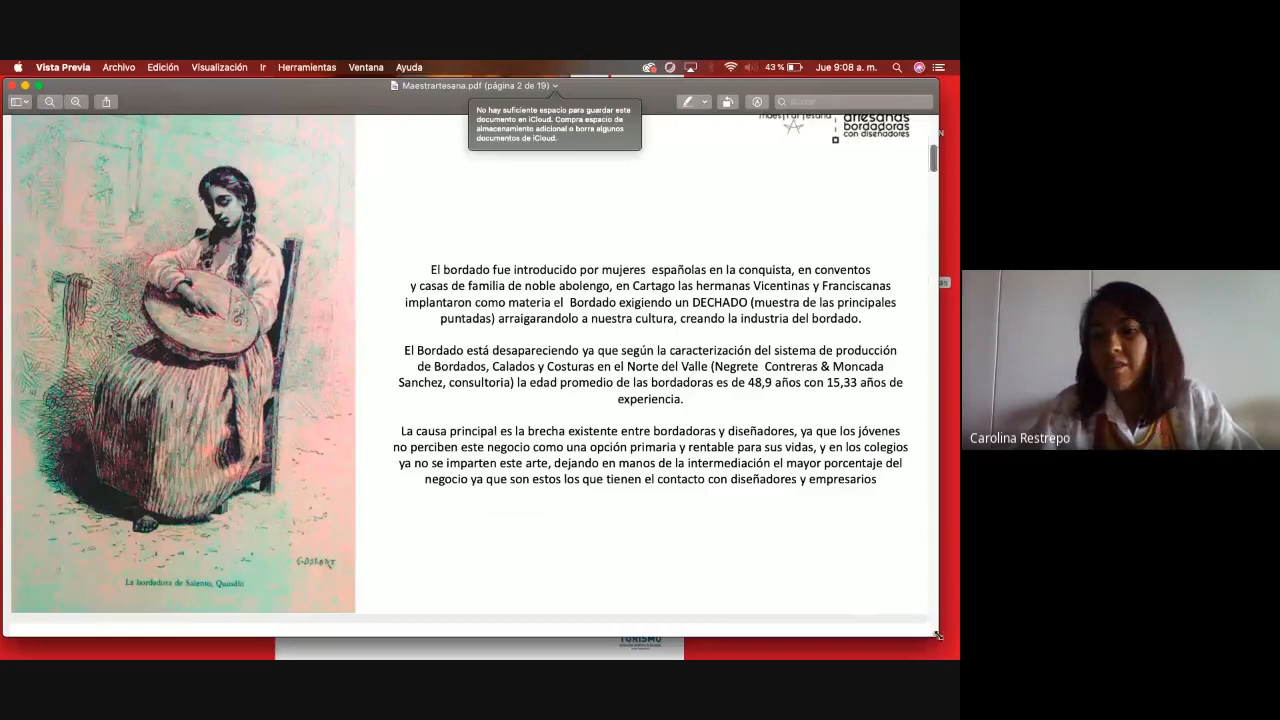 Vista Previa Archivo Edición Visualización Ir Herramientas Ventana Ayuda 43 % Jue 9:08 a. m.
Maestrartesana.pdf (página 2 de 19)
Buscar
No hay suficiente espacio para guardar este
documento en iCloud. Compra espacio de
almacenamiento adicional o borra algunos
documentos de iCloud.
maestrartesana
artesanas
bordadoras
con diseñadores
El bordado fue introducido por mujeres españolas en la conquista, en conventos
y casas de familia de noble abolengo, en Cartago las hermanas Vicentinas y Franciscanas
implantaron como materia el Bordado exigiendo un DECHADO (muestra de las principales
puntadas) arraigarandolo a nuestra cultura, creando la industria del bordado.
El Bordado está desapareciendo ya que según la caracterización del sistema de producción
de Bordados, Calados y Costuras en el Norte del Valle (Negrete Contreras & Moncada
Sanchez, consultoria) la edad promedio de las bordadoras es de 48,9 años con 15,33 años de
experiencia.
La causa principal es la brecha existente entre bordadoras y diseñadores, ya que los jóvenes
no perciben este negocio como una opción primaria y rentable para sus vidas, y en los colegios
ya no se imparten este arte, dejando en manos de la intermediación el mayor porcentaje del
negocio ya que son estos los que tienen el contacto con diseñadores y empresarios
La bordadora de Salento, Quindío
TURISMO
Carolina Restrepo